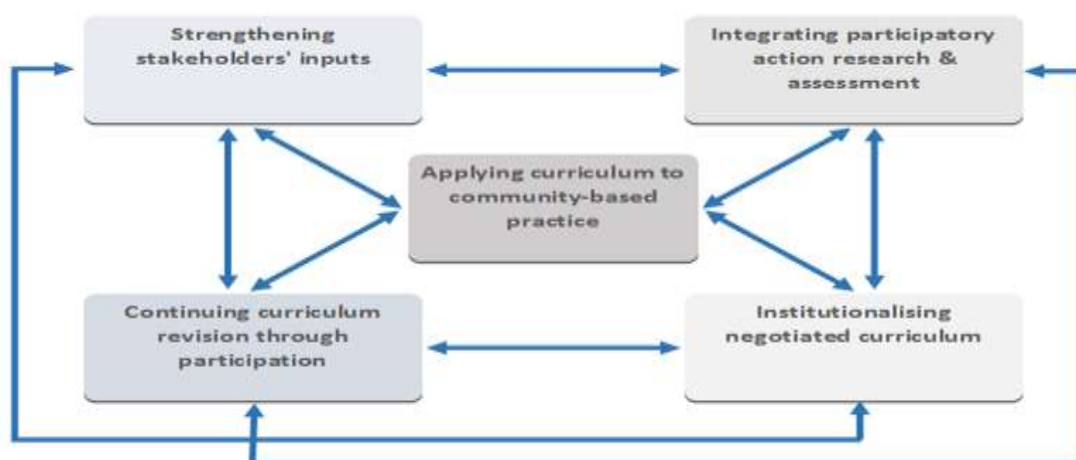 Strengthening
stakeholders' inputs
Integrating participatory
action research &
assessment
Applying curriculum to
community-based
practice
Continuing curriculum
revision through
participation
Institutionalising
negotiated curriculum